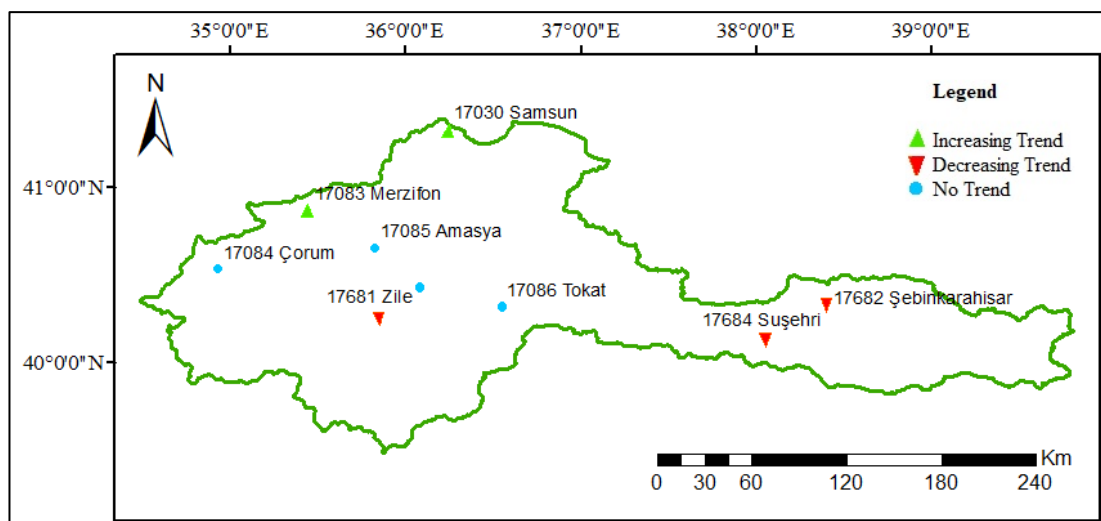 35°0'0"E 36°0'0"E 37°0'0"E 38°0'0"E 39°0'0"E
N
Legend
17030 Samsun
Increasing Trend
Decreasing Trend
41°0'0"N
17083 Merzifon
No Trend
17085 Amasya
17084 Çorum
17681 Zile
17086 Tokat
17682 Şebinkarahisar
17684 Suşehri
40°0'0"N
Km
0 30 60 120 180 240